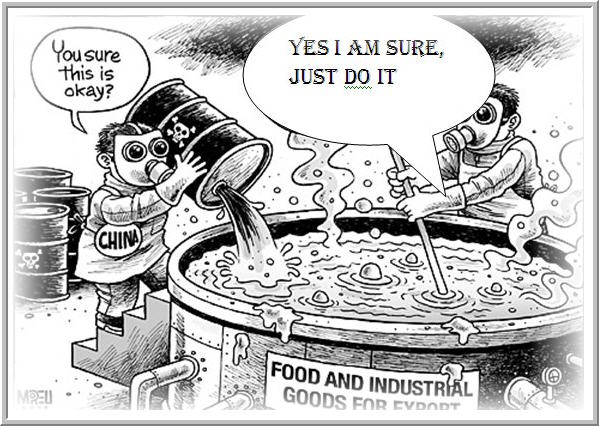 You sure
this is
okay?
YES I AM SURE,
JUST DO IT
CHINA
FOOD AND INDUSTRIAL
GOODS FOR EXPORT